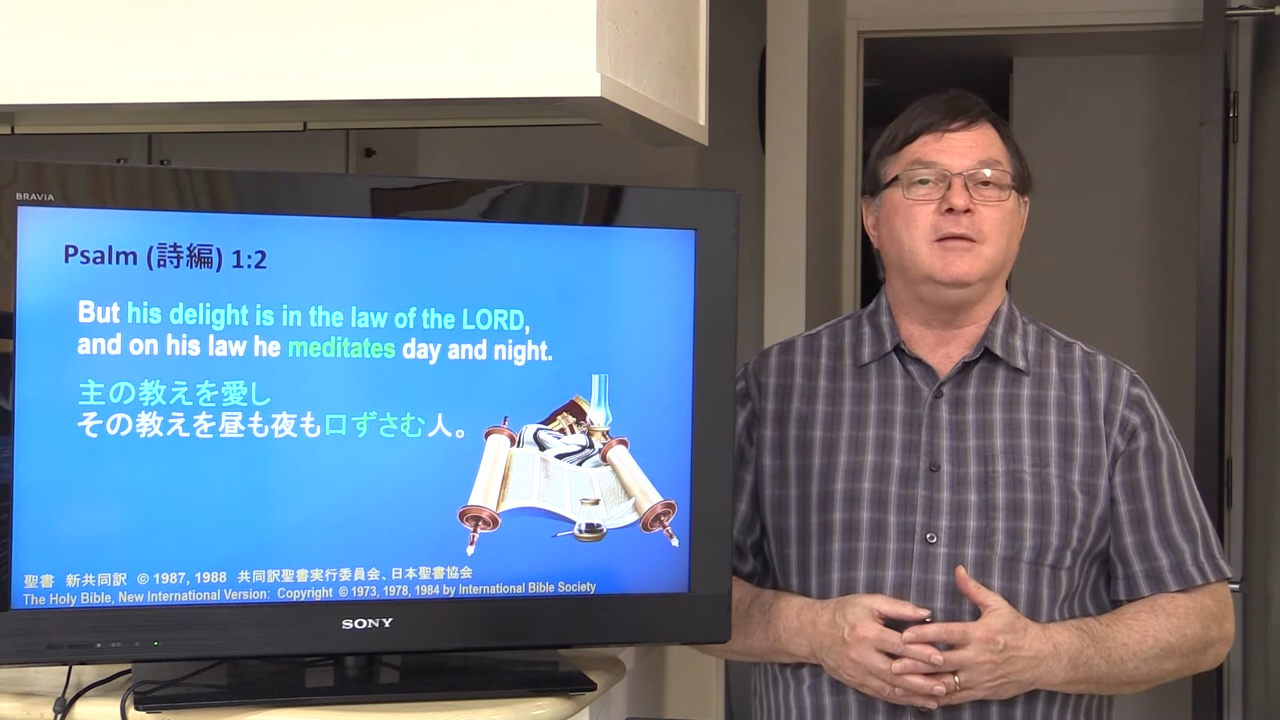 BRAVIA
Psalm (詩編) 1:2
But his delight is in the law of the LORD,
and on his law he meditates day and night.
主の教えを愛し
その教えを昼も夜も口ずさむ人。
聖書 新共同訳 © 1987, 1988 共同訳聖書実行委員会、日本聖書協会
The Holy Bible, New International Version: Copyright © 1973, 1978, 1984 by International Bible Society
SONY